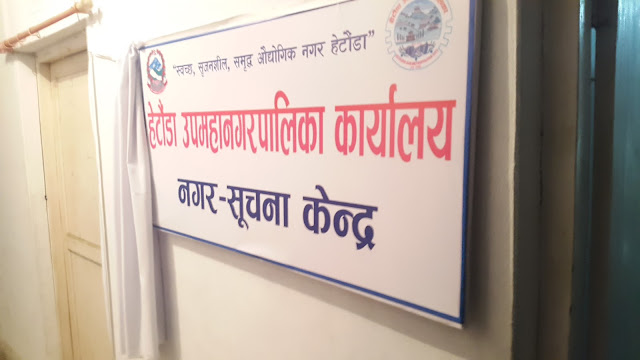 "स्वच्छ, सृजनशील, समृद्ध औद्योगिक नगर हेटौंडा"
हेटौंडा उपमहानगरपालिका कार्यालय
नगर-सूचना केन्द्र